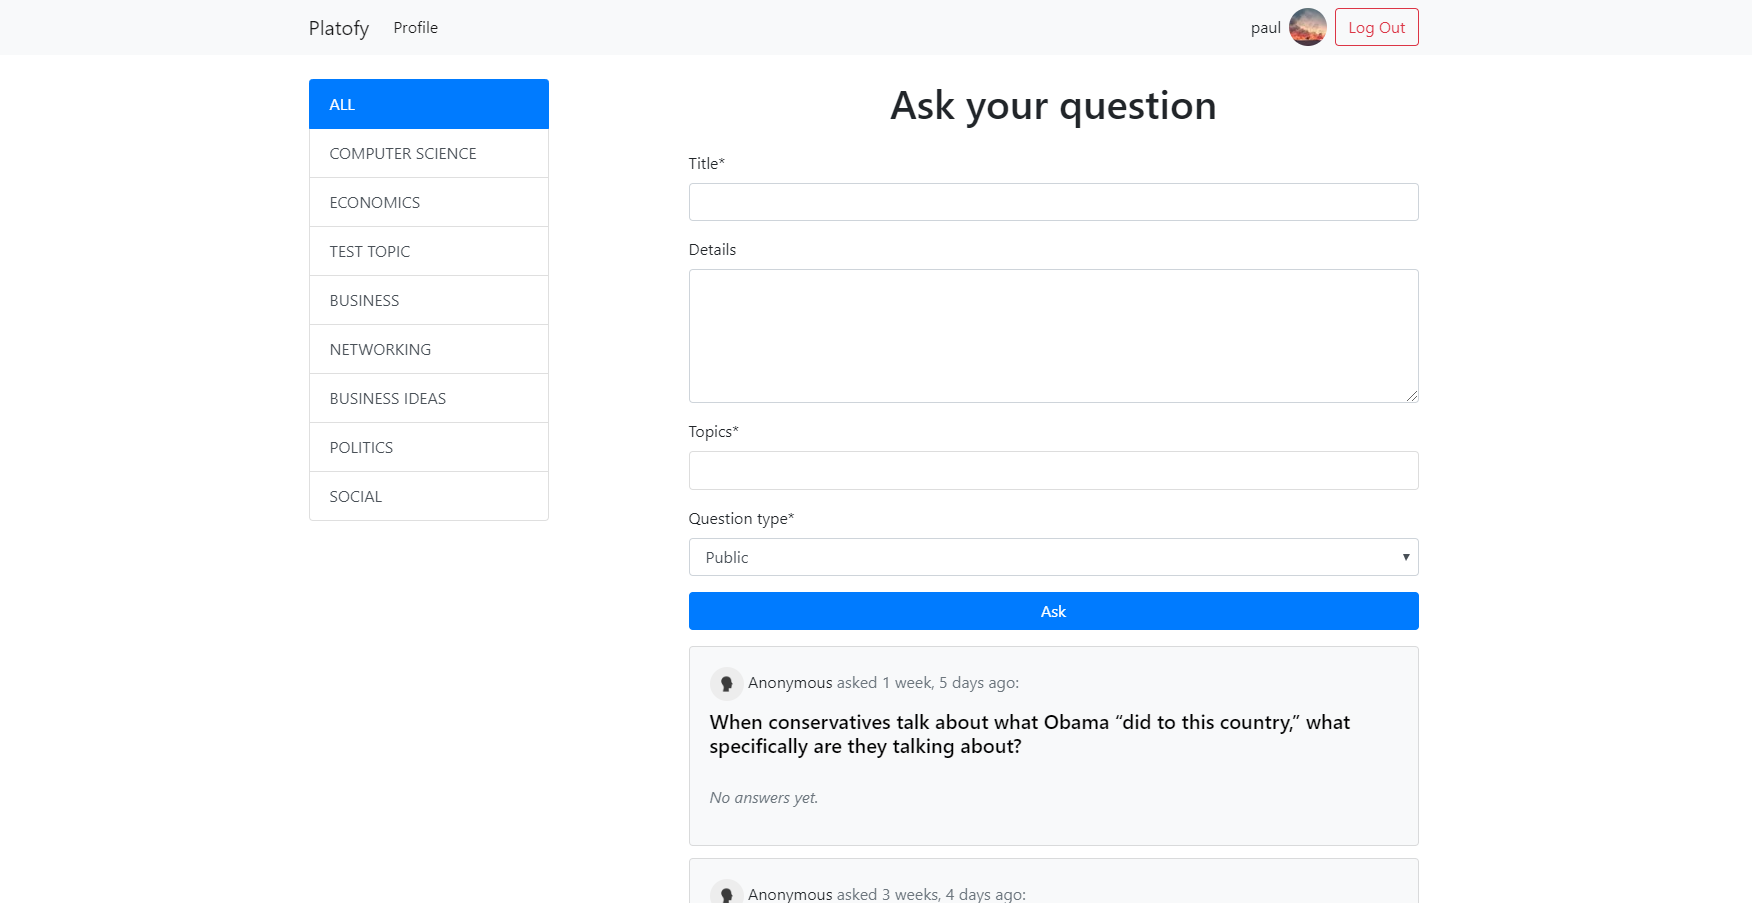 Platofy Profile paul Log Out
ALL
COMPUTER SCIENCE
ECONOMICS
TEST TOPIC
BUSINESS
NETWORKING
BUSINESS IDEAS
POLITICS
SOCIAL
Ask your question
Title*
Details
Topics*
Question type*
Public
Ask
Anonymous asked 1 week, 5 days ago:
When conservatives talk about what Obama “did to this country,” what
specifically are they talking about?
No answers yet.
Anonymous asked 3 weeks, 4 days ago: